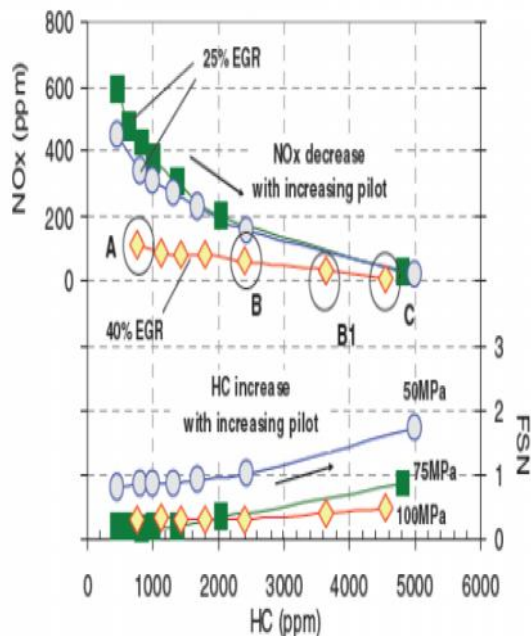 800
600
400
200
0
NOx (ppm)
25% EGR
NOx decrease
with increasing pilot
A
B
B1
C
40% EGR
HC increase
with increasing pilot
50MPa
75MPa
100MPa
3
2
1
0
FSN
0 1000 2000 3000 4000 5000 6000
HC (ppm)